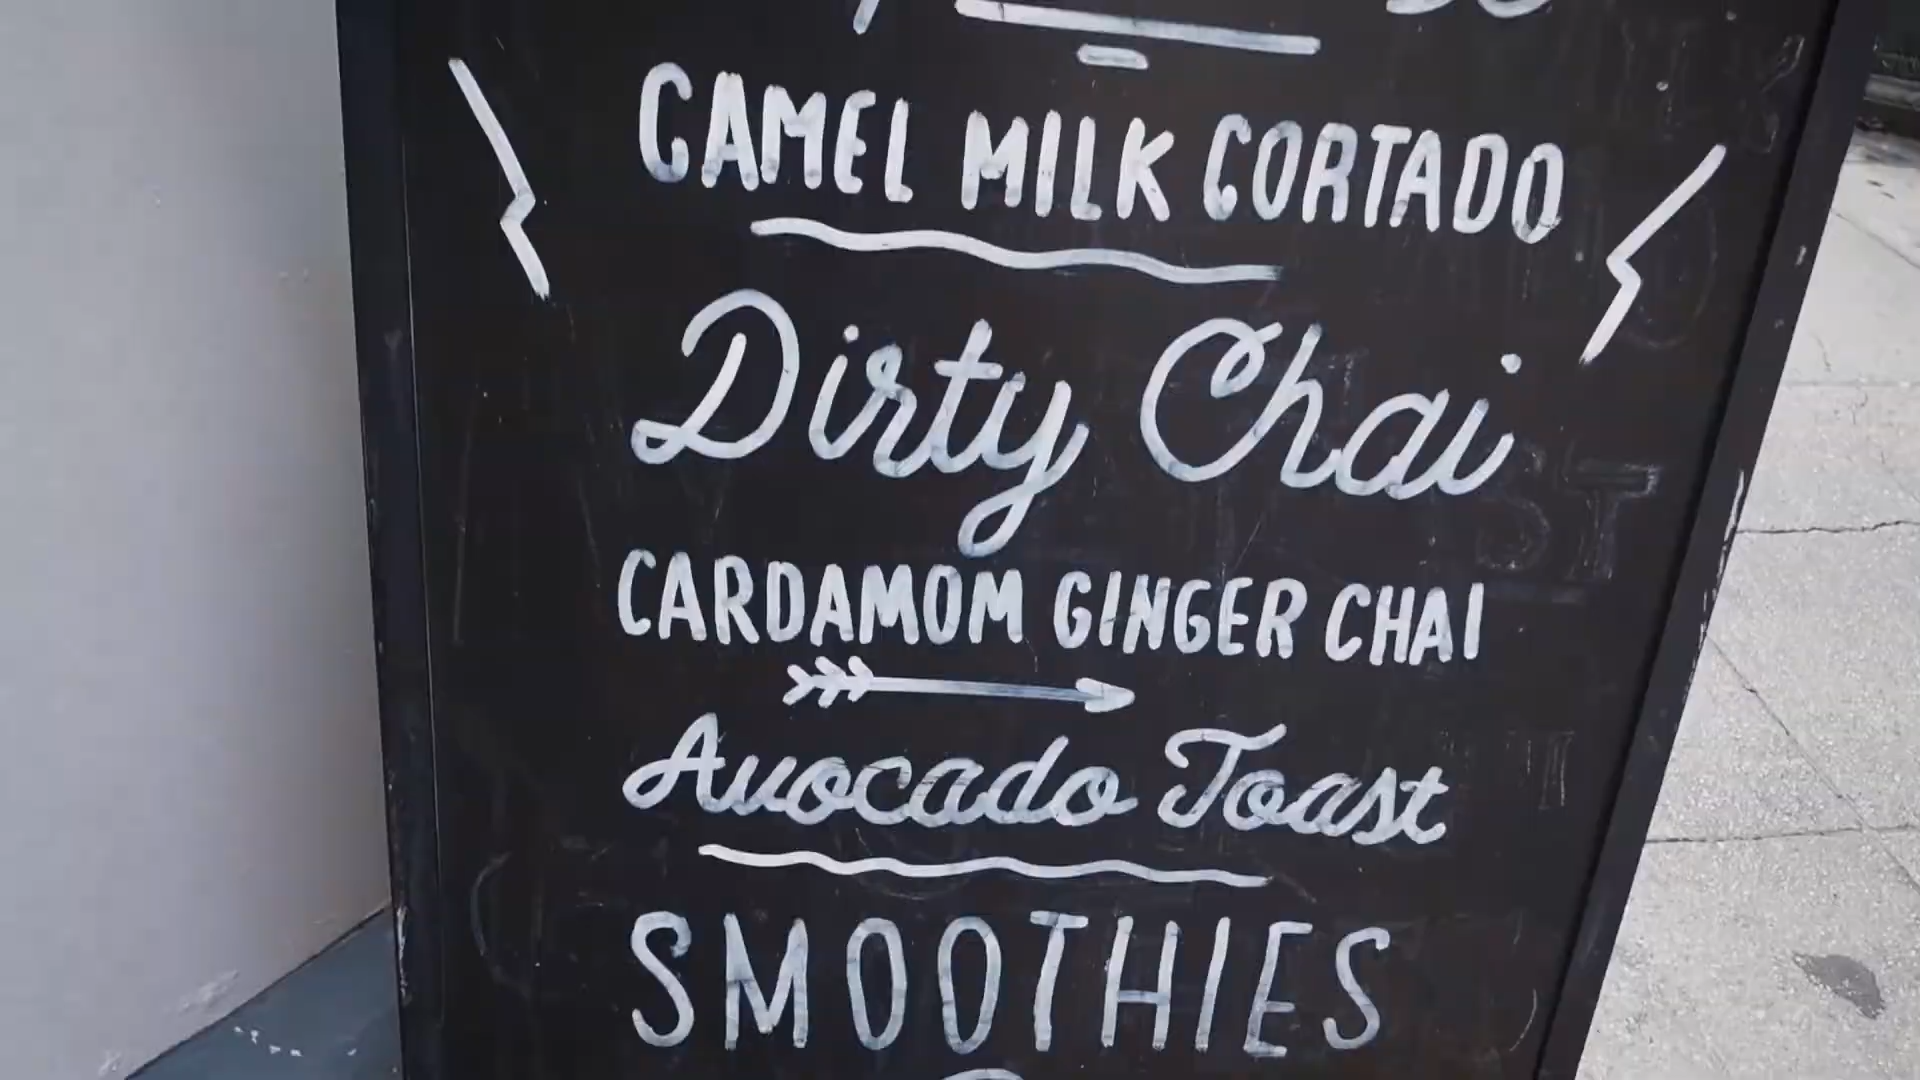 CAMEL MILK CORTADO
Dirty Chai
CARDAMOM GINGER CHAI
Avocado Toast
SMOOTHIES